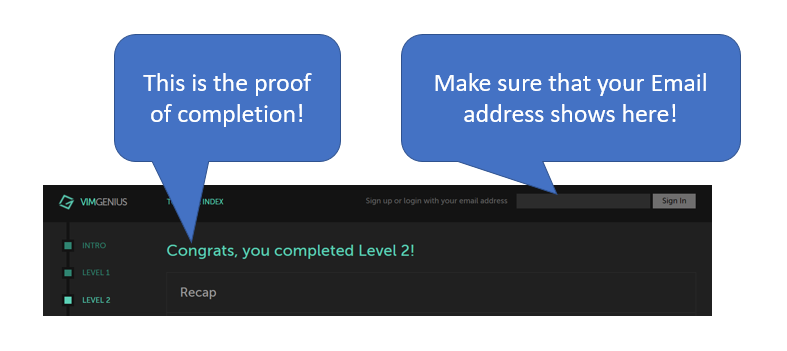 This is the proof
of completion!
Make sure that your Email
address shows here!
VIMGENIUS
INDEX
Sign up or login with your email address
Sign In
INTRO
Congrats, you completed Level 2!
LEVEL 1
Recap
LEVEL 2